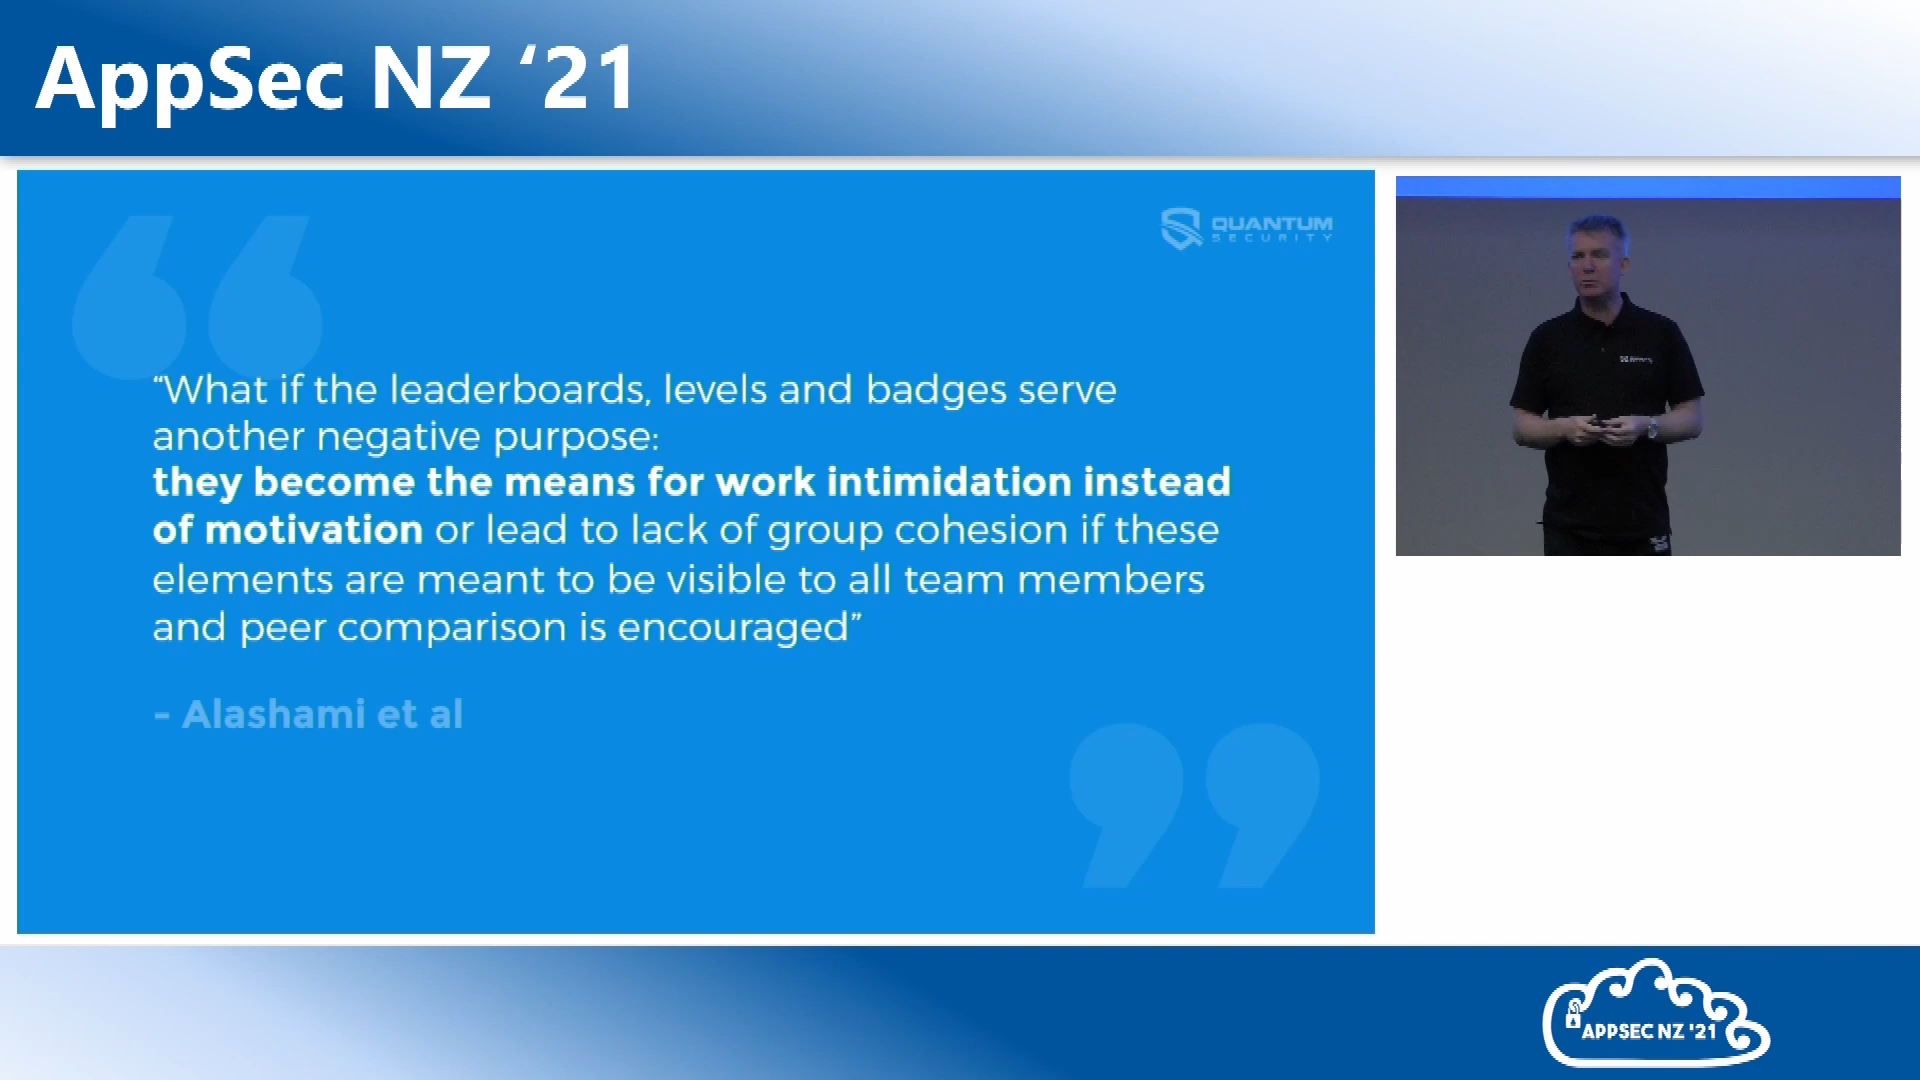 AppSec NZ ‘21
QUANTUM
SECURITY
“What if the leaderboards, levels and badges serve
another negative purpose:
they become the means for work intimidation instead
of motivation or lead to lack of group cohesion if these
elements are meant to be visible to all team members
and peer comparison is encouraged”
- Alashami et al
APPSEC NZ '21